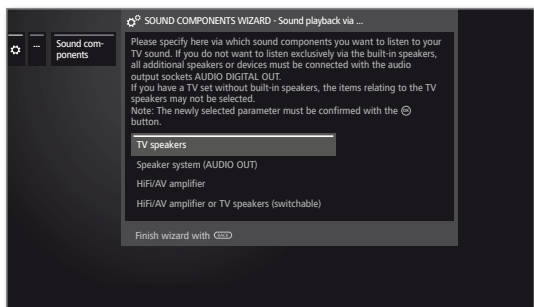 SOUND COMPONENTS WIZARD - Sound playback via ...
...
Sound com-
ponents
Please specify here via which sound components you want to listen to your
TV sound. If you do not want to listen exclusively via the built-in speakers,
all additional speakers or devices must be connected with the audio
output sockets AUDIO DIGITAL OUT.
If you have a TV set without built-in speakers, the items relating to the TV
speakers may not be selected.
Note: The newly selected parameter must be confirmed with the OK
button.
TV speakers
Speaker system (AUDIO OUT)
HiFi/AV amplifier
HiFi/AV amplifier or TV speakers (switchable)
Finish wizard with BACK